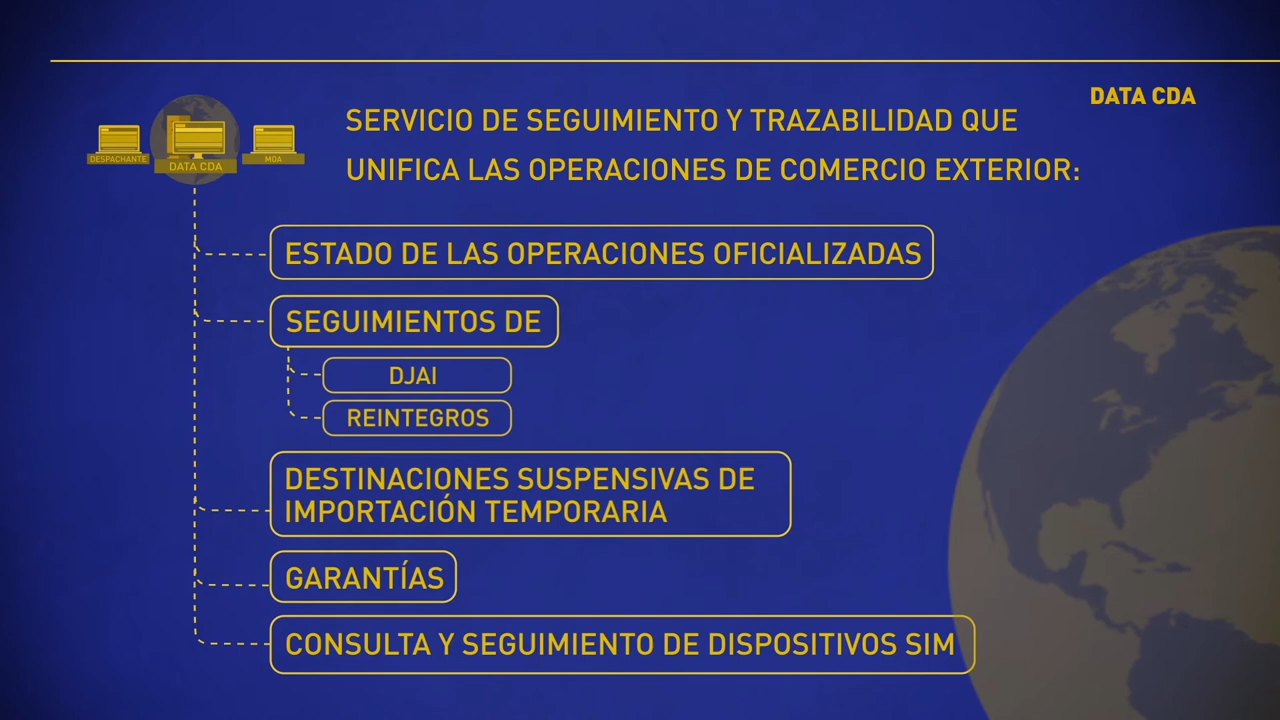 DATA CDA
DESPACHANTE
DATA CDA
MOA
SERVICIO DE SEGUIMIENTO Y TRAZABILIDAD QUE
UNIFICA LAS OPERACIONES DE COMERCIO EXTERIOR:
ESTADO DE LAS OPERACIONES OFICIALIZADAS
SEGUIMIENTOS DE
DJAI
REINTEGROS
DESTINACIONES SUSPENSIVAS DE
IMPORTACIÓN TEMPORARIA
GARANTÍAS
CONSULTA Y SEGUIMIENTO DE DISPOSITIVOS SIM